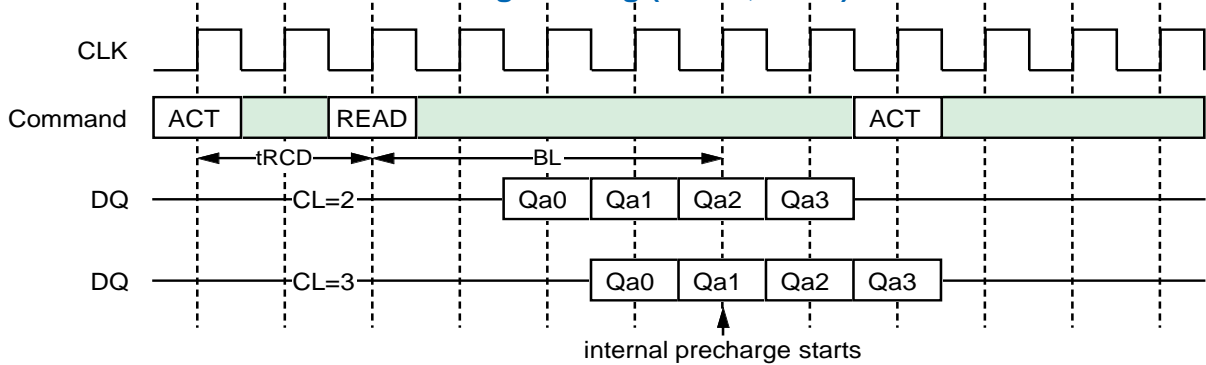 CLK
Command ACT READ ACT
tRCD BL
DQ CL=2 Qa0 Qa1 Qa2 Qa3
DQ CL=3 Qa0 Qa1 Qa2 Qa3
internal precharge starts